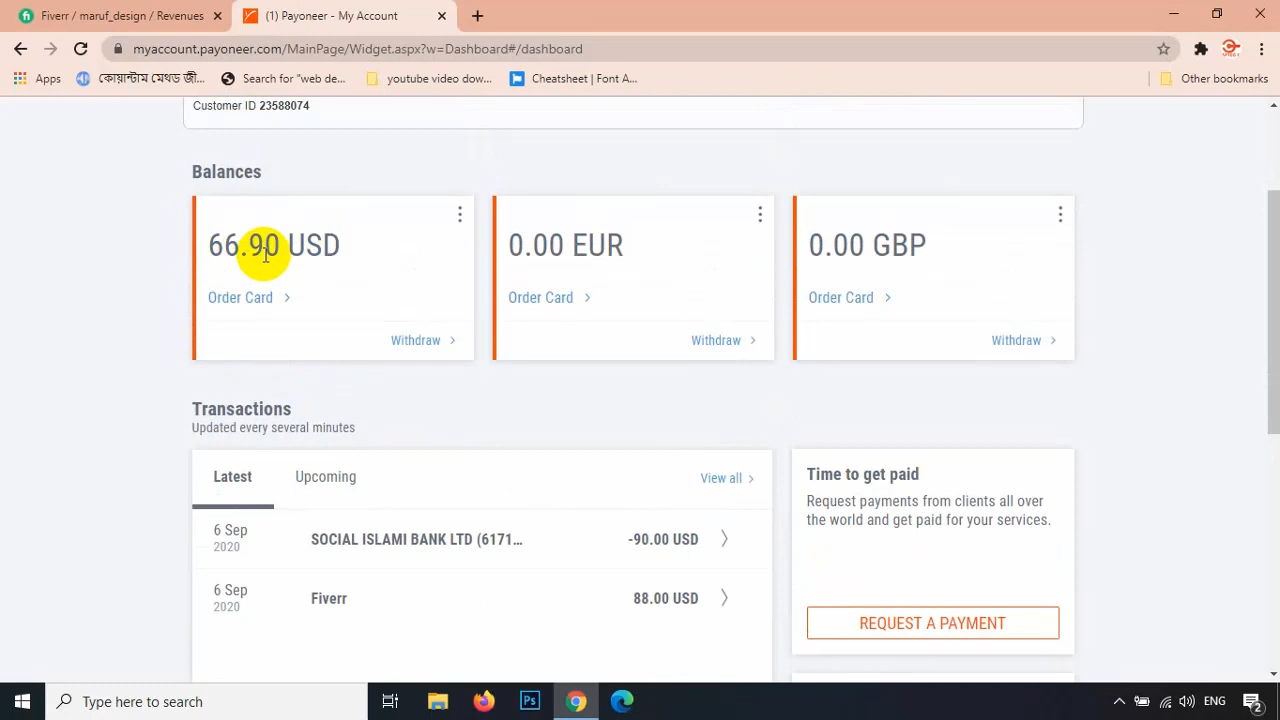 Fiverr / maruf_design / Revenues
(1) Payoneer - My Account
myaccount.payoneer.com/MainPage/Widget.aspx?w=Dashboard#/dashboard
Apps
কোয়ান্টাম মেথড ক্বী...
Search for "web de...
youtube video dow...
Cheatsheet | Font A...
Other bookmarks
Customer ID 23588074
Balances
66.90 USD
Order Card >
Withdraw >
0.00 EUR
Order Card >
Withdraw >
0.00 GBP
Order Card >
Withdraw >
Transactions
Updated every several minutes
Latest
Upcoming
View all >
6 Sep
2020
SOCIAL ISLAMI BANK LTD (6171...
-90.00 USD
6 Sep
2020
Fiverr
88.00 USD
Time to get paid
Request payments from clients all over
the world and get paid for your services.
REQUEST A PAYMENT
Type here to search
Ps
ENG
2